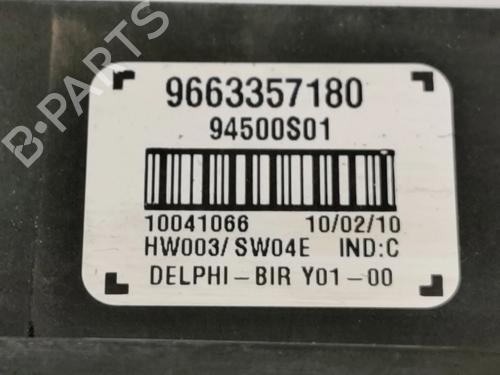 B-PARTS
9663357180
94500S01
10041066 10/02/10
HW003/ SW04E IND:C
DELPHI-BIR Y01-00